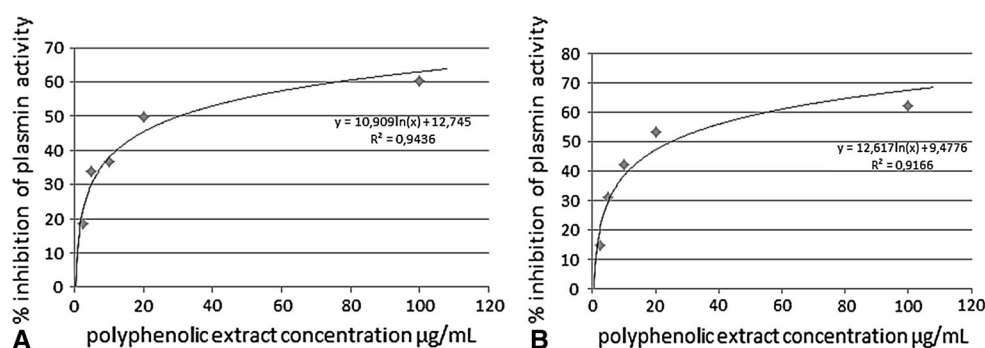 % inhibition of plasmin activity
70
60
50
40
30
20
10
0
y = 10,909ln(x)+12,745
R² = 0,9436
0 20 40 60 80 100 120
polyphenolic extract concentration µg/mL
A
% inhibition of plasmin activity
80
70
60
50
40
30
20
10
0
y = 12,617ln(x)+9,4776
R² = 0,9166
0 20 40 60 80 100 120
polyphenolic extract concentration µg/mL
B